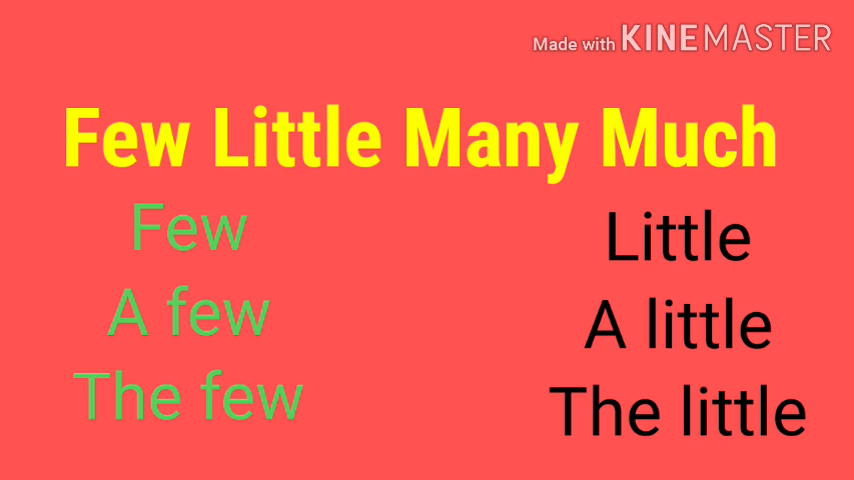 Made with KINEMASTER
Few Little Many Much
Few
A few
The few
Little
A little
The little